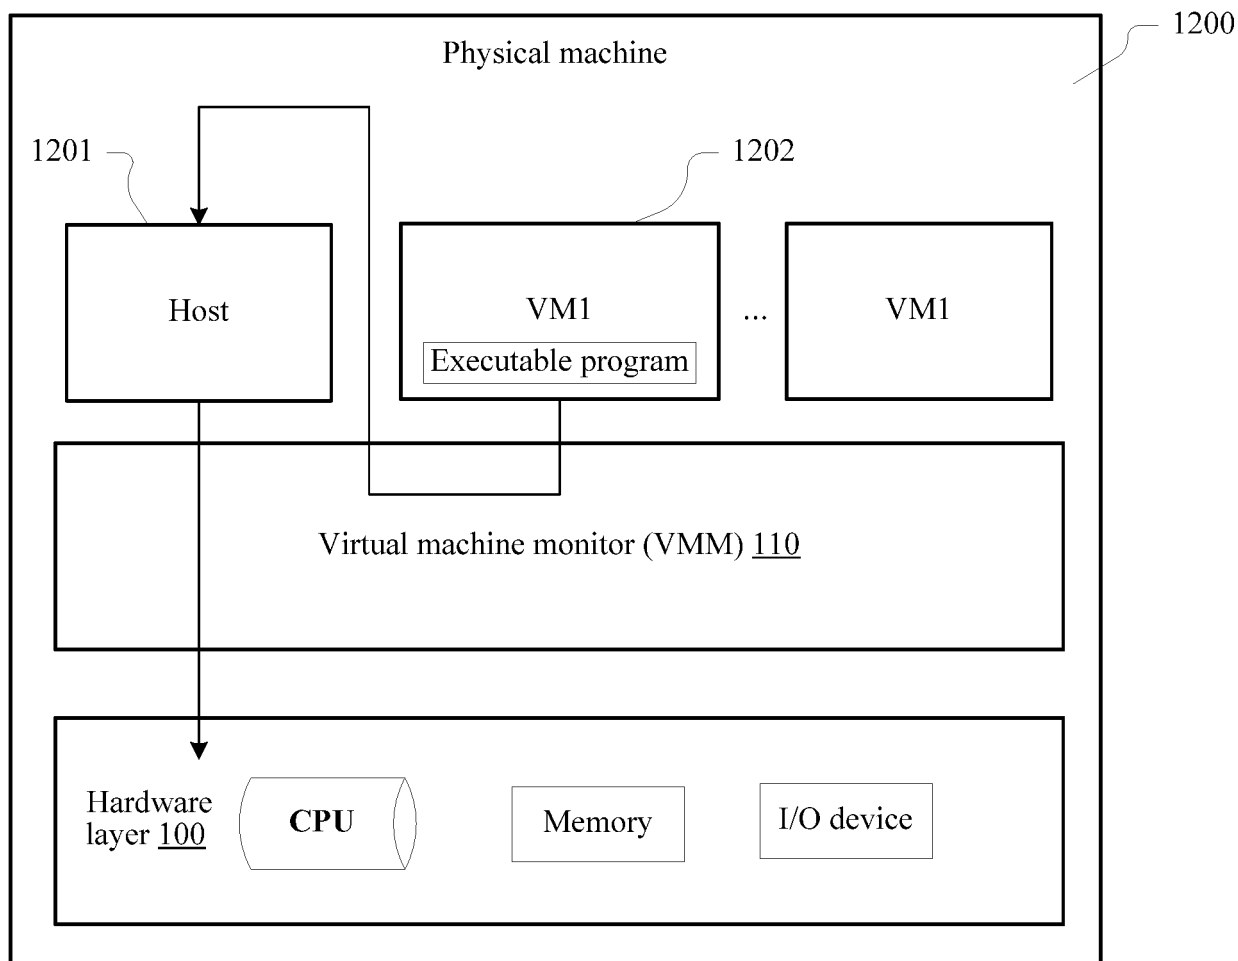 1200
Physical machine
1201
1202
Host
VM1
...
VM1
Executable program
Virtual machine monitor (VMM) 110
Hardware
layer 100
CPU
Memory
I/O device